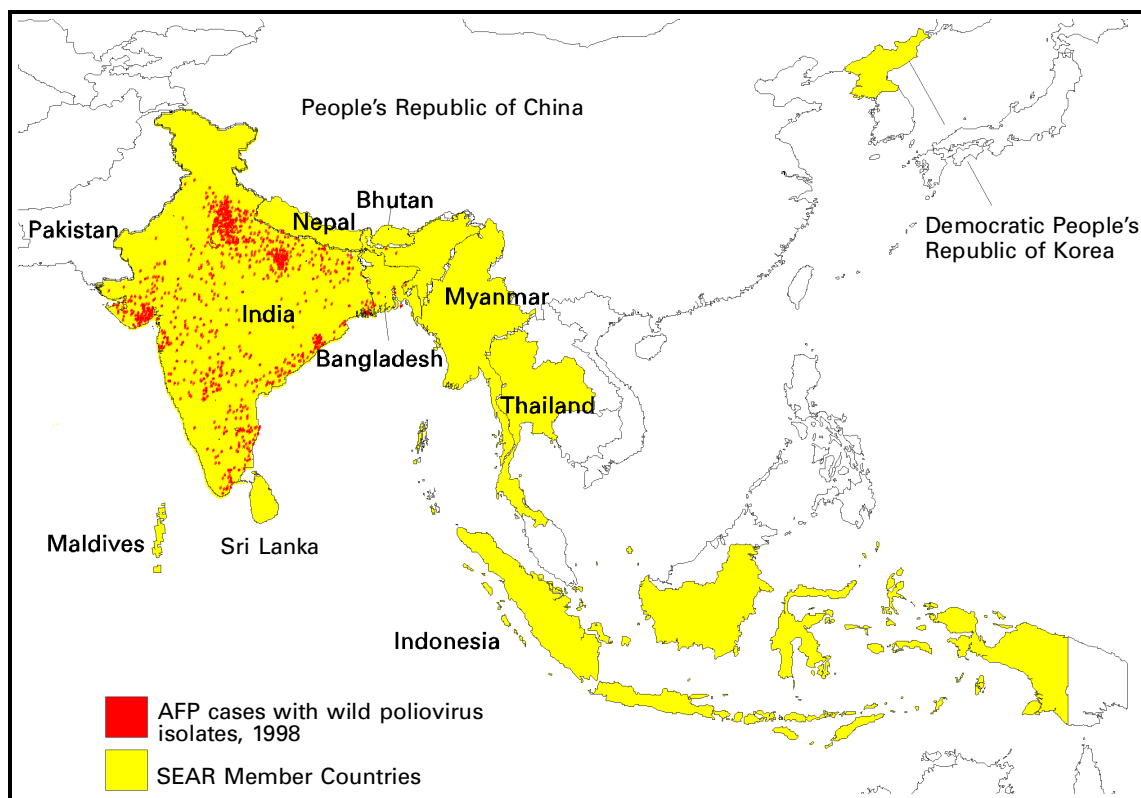 People's Republic of China
Bhutan
Nepal
Pakistan
Democratic People's
Republic of Korea
Myanmar
India
Bangladesh
Thailand
Maldives
Sri Lanka
Indonesia
AFP cases with wild poliovirus
isolates, 1998
SEAR Member Countries